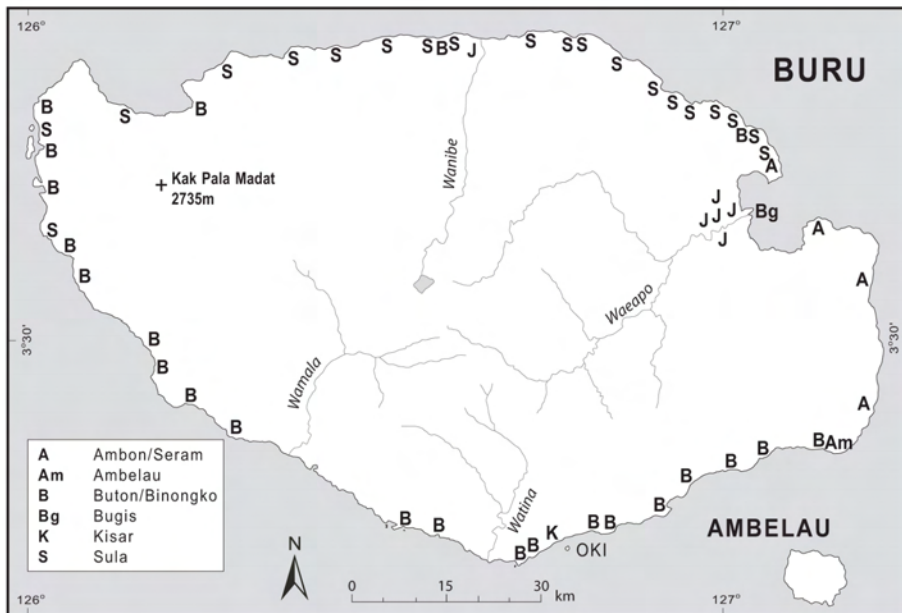 126° 127°
S S B S J S S S
S S S BURU
S
S
B B S
S S S S
S B S
B S
Wanibe
A
Kak Pala Madat
B 2735m J
J J J Bg
S A
B J
B A
Waeapo
3°30' 3°30'
B
B
Wamala
B A
B
B Am
B
B
B
B
B B Watina B B
K
B B OKI
A Ambon/Seram
Am Ambelau
B Buton/Binongko
Bg Bugis
K Kisar
S Sula
N
0 15 30
km
AMBELAU
126° 127°